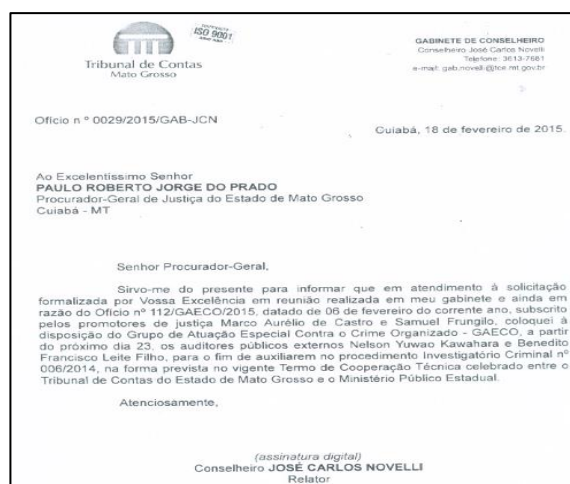 ISO 9001
Tribunal de Contas
Mato Grosso
GABINETE DE CONSELHEIRO
Conselheiro José Carlos Novelli
Telefone: 3613-7681
e-mail: gab.novelli@tce.mt.gov.br
Ofício n º 0029/2015/GAB-JCN
Cuiabá, 18 de fevereiro de 2015.
Ao Excelentíssimo Senhor
PAULO ROBERTO JORGE DO PRADO
Procurador-Geral de Justiça do Estado de Mato Grosso
Cuiabá - MT
Senhor Procurador-Geral,
Sirvo-me do presente para informar que em atendimento à solicitação
formalizada por Vossa Excelência em reunião realizada em meu gabinete e ainda em
razão do Ofício nº 112/GAECO/2015, datado de 06 de fevereiro do corrente ano, subscrito
pelos promotores de justiça Marco Aurélio de Castro e Samuel Frungilo, coloquei à
disposição do Grupo de Atuação Especial Contra o Crime Organizado - GAECO, a partir
do próximo dia 23, os auditores públicos externos Nelson Yuwao Kawahara e Benedito
Francisco Leite Filho, para o fim de auxiliarem no procedimento Investigatório Criminal nº
006/2014, na forma prevista no vigente Termo de Cooperação Técnica celebrado entre o
Tribunal de Contas do Estado de Mato Grosso e o Ministério Público Estadual.
Atenciosamente,
(assinatura digital)
Conselheiro JOSÉ CARLOS NOVELLI
Relator